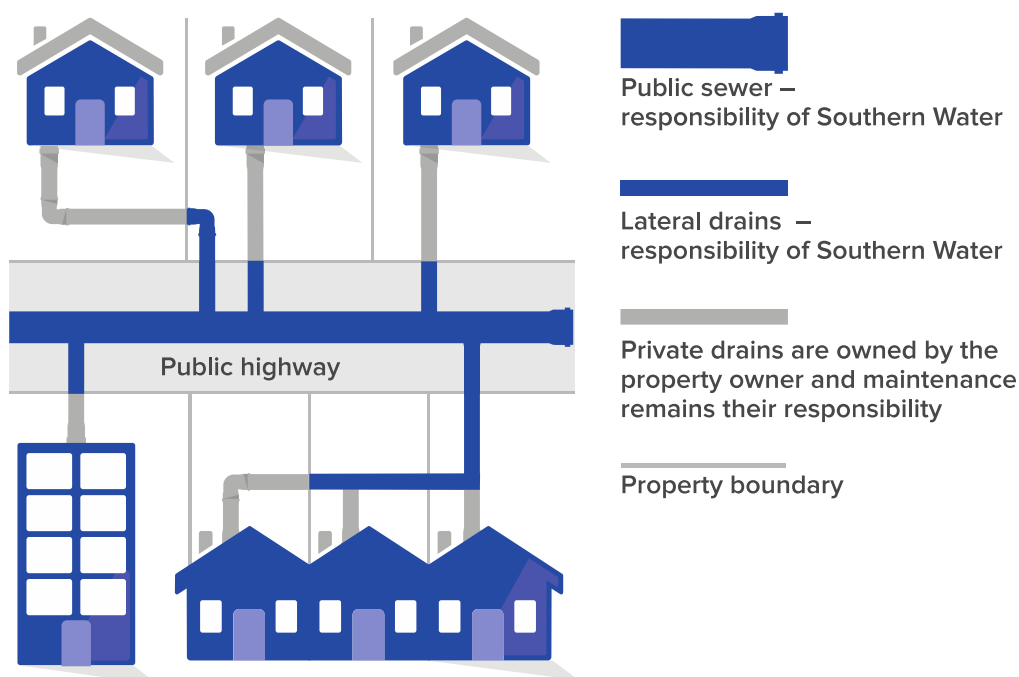 Public sewer –
responsibility of Southern Water
Lateral drains  –
responsibility of Southern Water
Private drains are owned by the
property owner and maintenance
remains their responsibility
Property boundary
Public highway